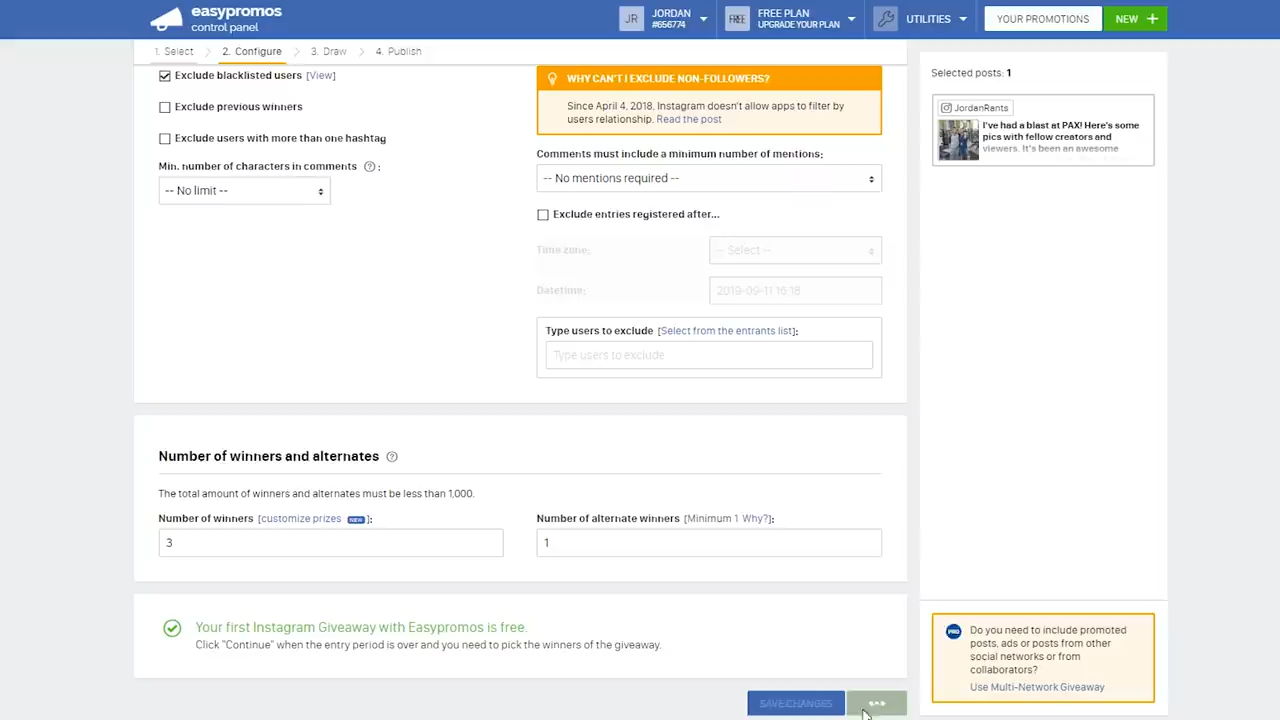 easypromos
control panel
JR
JORDAN
#656774
FREE
FREE PLAN
UPGRADE YOUR PLAN
UTILITIES
YOUR PROMOTIONS
NEW +
1. Select
2. Configure
3. Draw
4. Publish
Exclude blacklisted users [View]
Exclude previous winners
Exclude users with more than one hashtag
Min. number of characters in comments ? :
-- No limit --
WHY CAN'T I EXCLUDE NON-FOLLOWERS?
Since April 4, 2018, Instagram doesn't allow apps to filter by
users relationship. Read the post
Comments must include a minimum number of mentions:
-- No mentions required --
Exclude entries registered after...
Time zone:
-- Select --
Datetime:
2019-09-11 16:18
Type users to exclude [Select from the entrants list]:
Type users to exclude
Number of winners and alternates ?
The total amount of winners and alternates must be less than 1,000.
Number of winners [customize prizes NEW ]:
3
Number of alternate winners [Minimum 1 Why?]:
1
Your first Instagram Giveaway with Easypromos is free.
Click "Continue" when the entry period is over and you need to pick the winners of the giveaway.
SAVE CHANGES
Selected posts: 1
JordanRants
I've had a blast at PAX! Here's some
pics with fellow creators and
viewers. It's been an awesome
PRO
Do you need to include promoted
posts, ads or posts from other
social networks or from
collaborators?
Use Multi-Network Giveaway